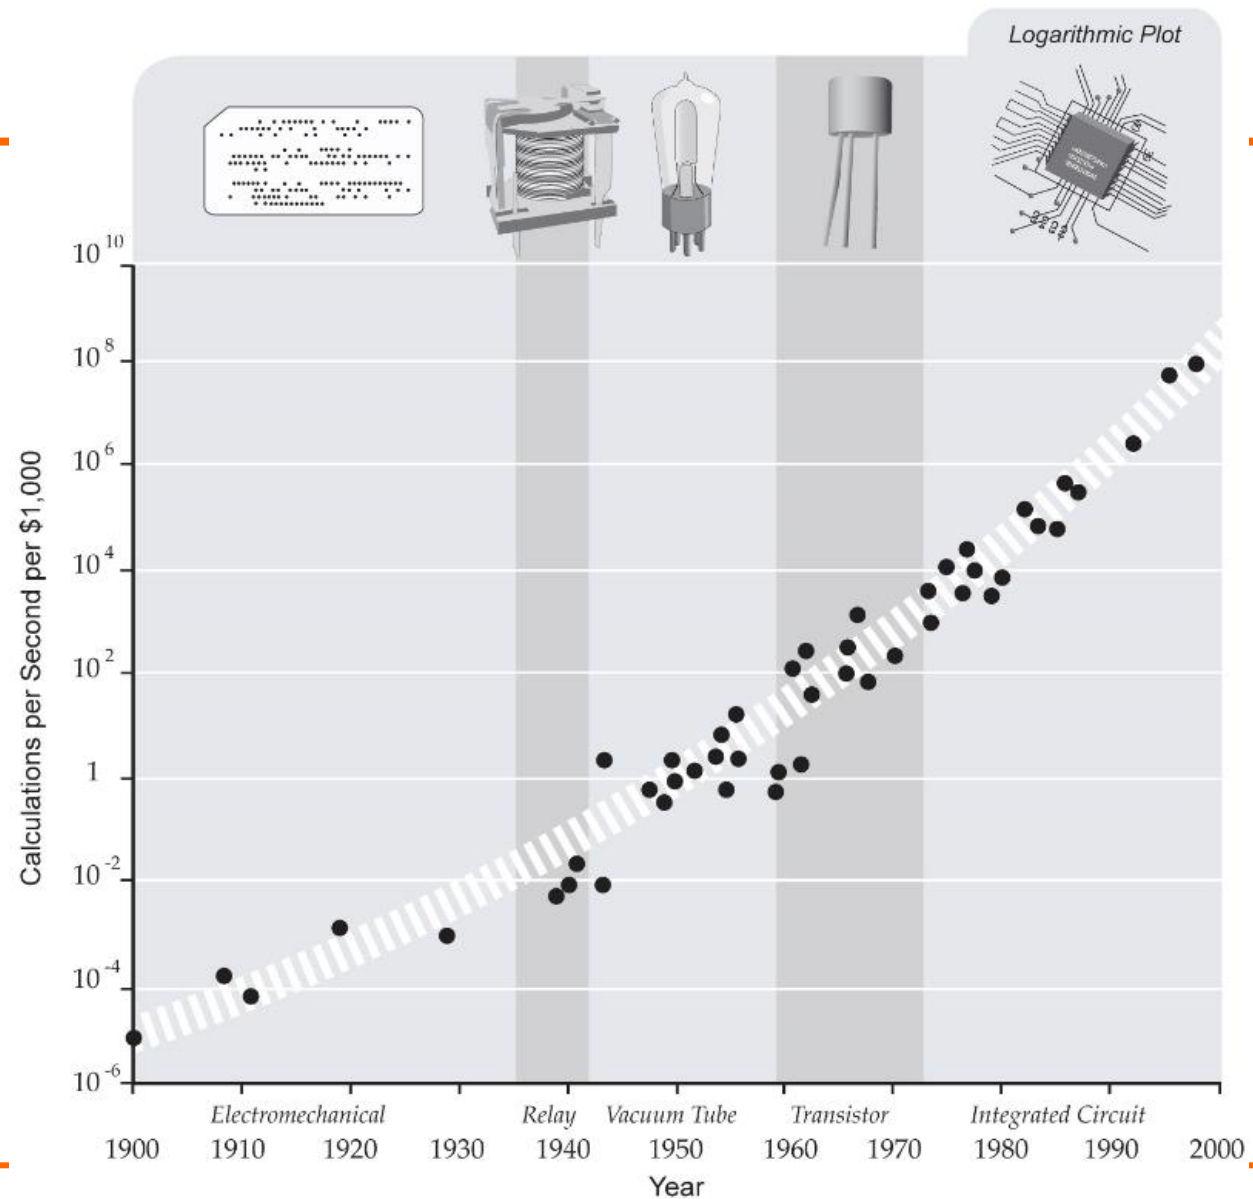 Logarithmic Plot
10^10
10^8
10^6
10^4
10^2
1
10^-2
10^-4
10^-6
Calculations per Second per $1,000
Electromechanical Relay Vacuum Tube Transistor Integrated Circuit
1900 1910 1920 1930 1940 1950 1960 1970 1980 1990 2000
Year